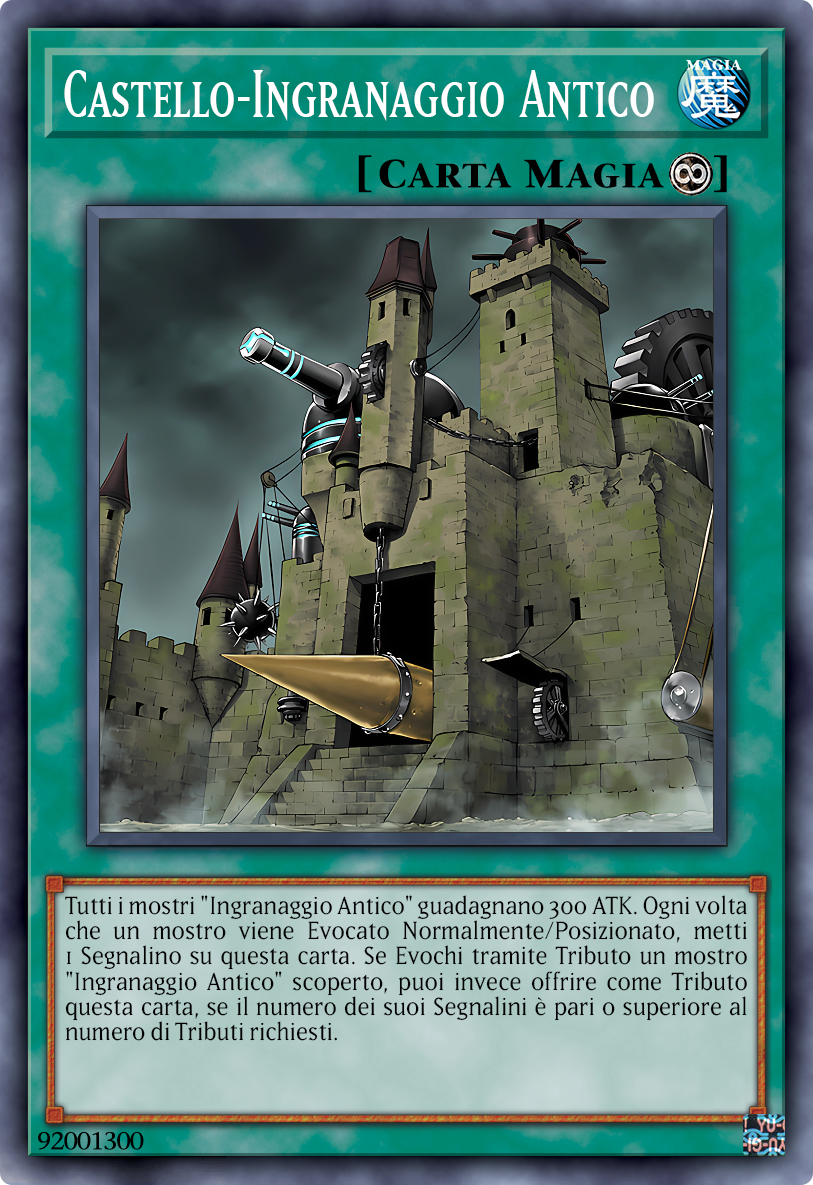 Castello-Ingranaggio Antico
MAGIA
魔
[Carta Magia]
Tutti i mostri "Ingranaggio Antico" guadagnano 300 ATK. Ogni volta
che un mostro viene Evocato Normalmente/Posizionato, metti
1 Segnalino su questa carta. Se Evochi tramite Tributo un mostro
"Ingranaggio Antico" scoperto, puoi invece offrire come Tributo
questa carta, se il numero dei suoi Segnalini è pari o superiore al
numero di Tributi richiesti.
92001300